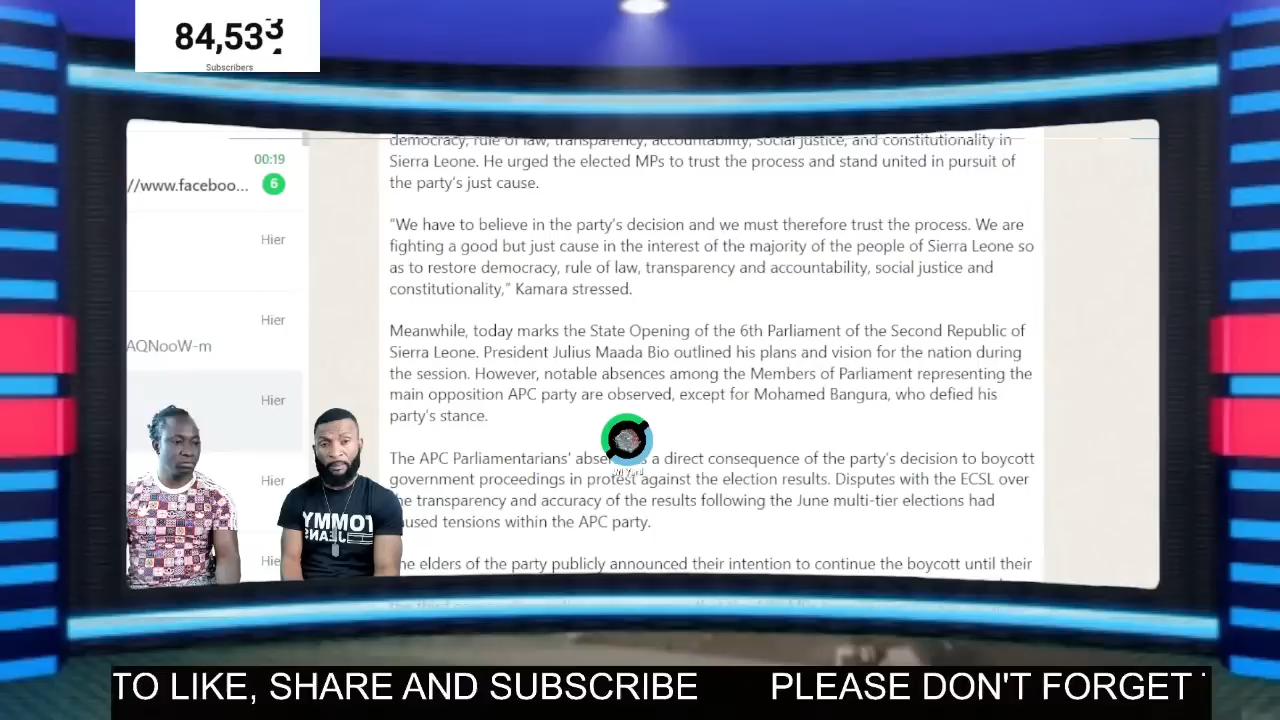 84,53
Subscribers
democracy, rule of law, transparency, accountability, social justice, and constitutionality in
Sierra Leone. He urged the elected MPs to trust the process and stand united in pursuit of
the party's just cause.
00:19
//www.faceboo...
6
Hier
"We have to believe in the party's decision and we must therefore trust the process. We are
fighting a good but just cause in the interest of the majority of the people of Sierra Leone so
as to restore democracy, rule of law, transparency and accountability, social justice and
constitutionality," Kamara stressed.
Hier
AQNooW-m
Meanwhile, today marks the State Opening of the 6th Parliament of the Second Republic of
Sierra Leone. President Julius Maada Bio outlined his plans and vision for the nation during
the session. However, notable absences among the Members of Parliament representing the
main opposition APC party are observed, except for Mohamed Bangura, who defied his
party's stance.
Hier
The APC Parliamentarians' a direct consequence of the party's decision to boycott
government proceedings in protest against the election results. Disputes with the ECSL over
the transparency and accuracy of the results following the June multi-tier elections had
tensions within the APC party.
Hier
Hie
elders of the party publicly announced their intention to continue the boycott until their
TOMMY
JEANS
TO LIKE, SHARE AND SUBSCRIBE PLEASE DON'T FORGET